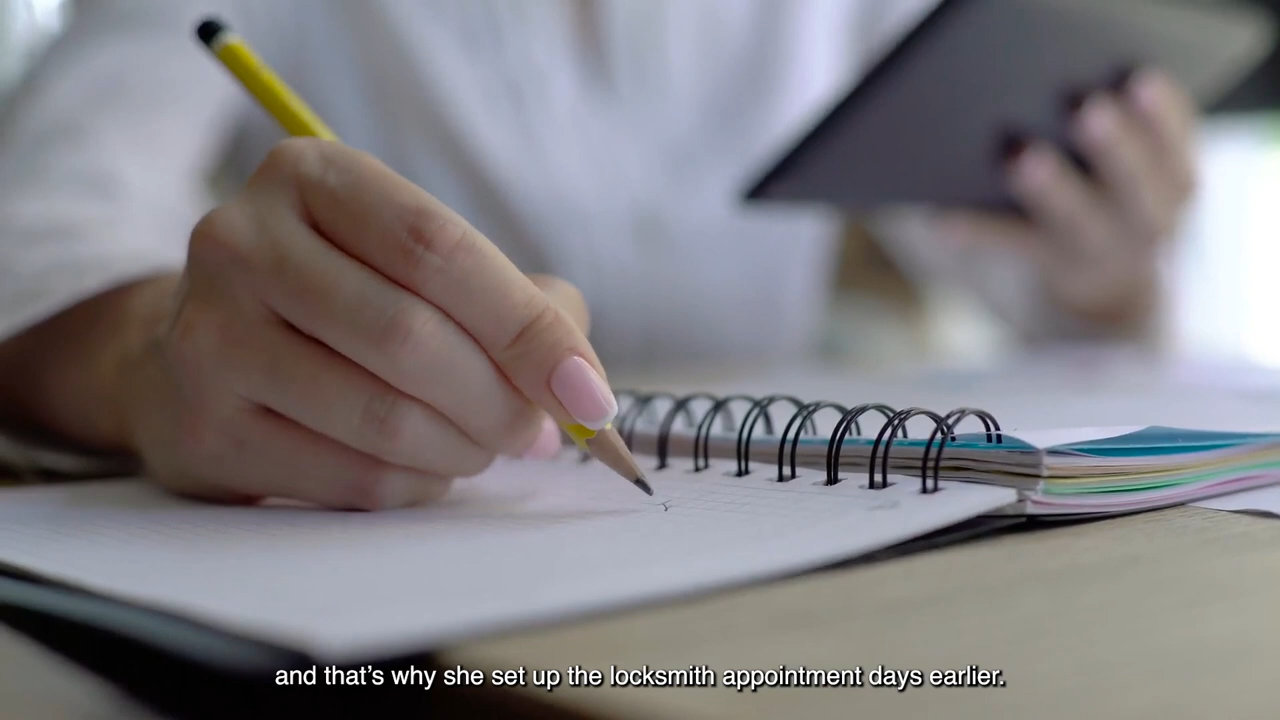 and that's why she set up the locksmith appointment days earlier.